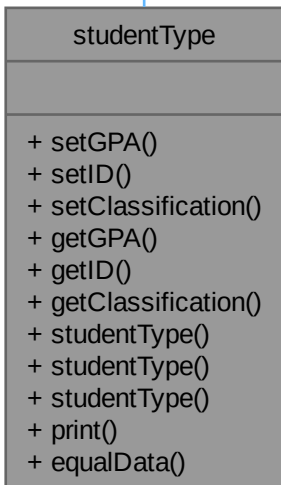 studentType
+ setGPA()
+ setID()
+ setClassification()
+ getGPA()
+ getID()
+ getClassification()
+ studentType()
+ studentType()
+ studentType()
+ print()
+ equalData()